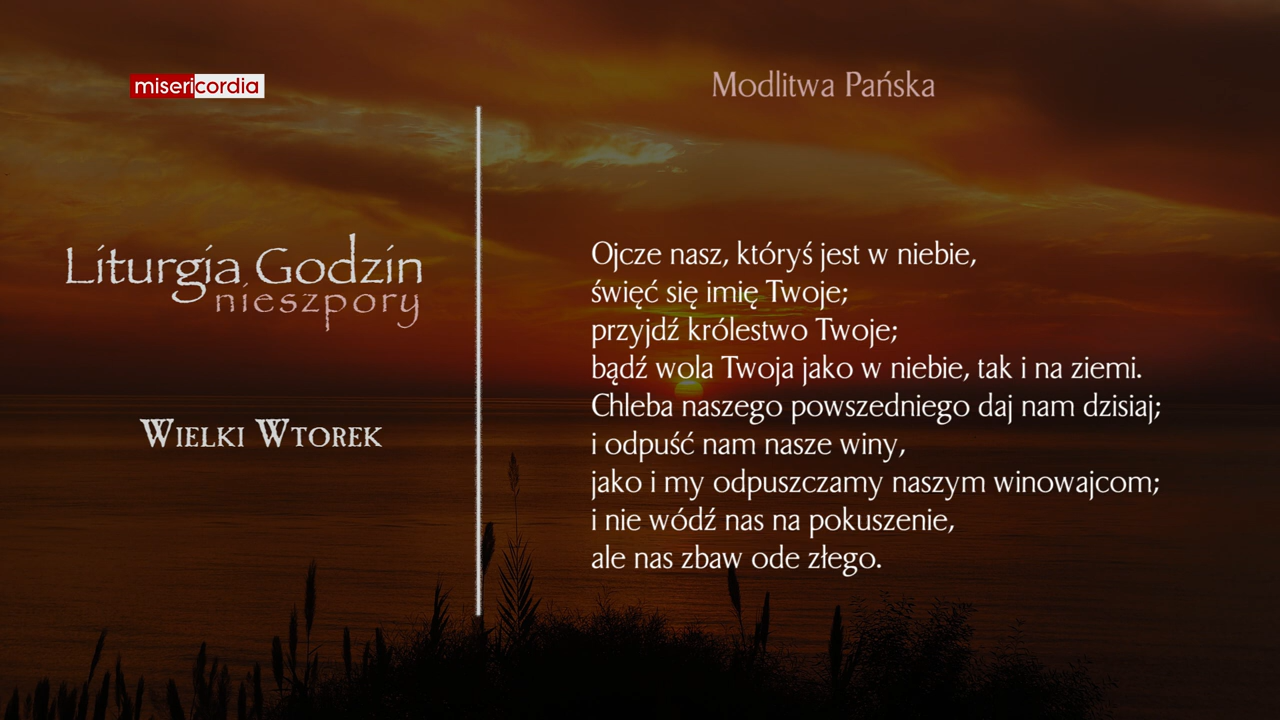 misericordia
Liturgia Godzin
nieszpory
Wielki Wtorek
Modlitwa Pańska
Ojcze nasz, któryś jest w niebie,
święć się imię Twoje;
przyjdź królestwo Twoje;
bądź wola Twoja jako w niebie, tak i na ziemi.
Chleba naszego powszedniego daj nam dzisiaj;
i odpuść nam nasze winy,
jako i my odpuszczamy naszym winowajcom;
i nie wódź nas na pokuszenie,
ale nas zbaw ode złego.